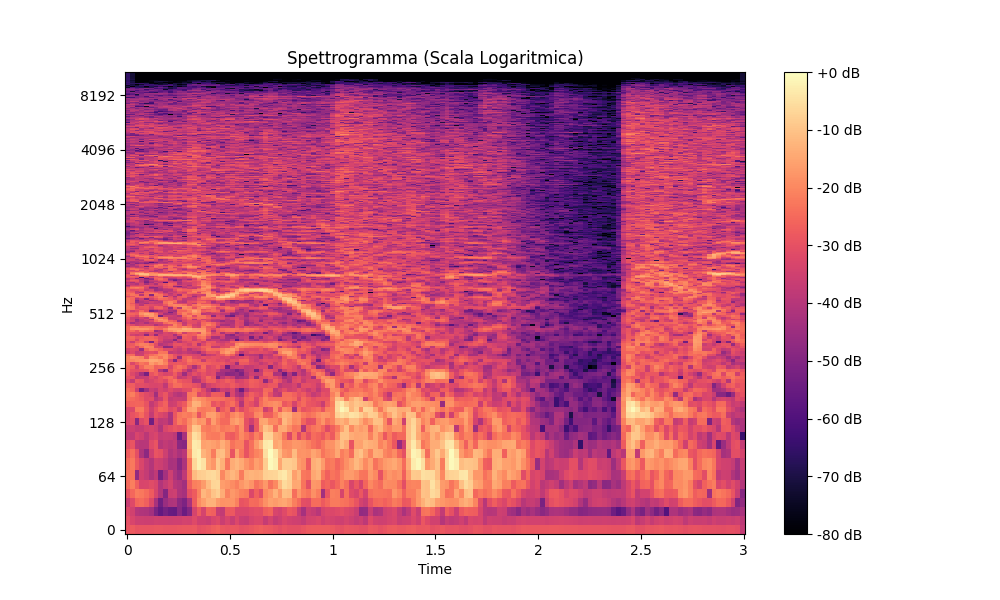 Spettrogramma (Scala Logaritmica)
8192
4096
2048
1024
512
256
128
64
0
Hz
0
0.5
1
1.5
2
2.5
3
Time
+0 dB
-10 dB
-20 dB
-30 dB
-40 dB
-50 dB
-60 dB
-70 dB
-80 dB